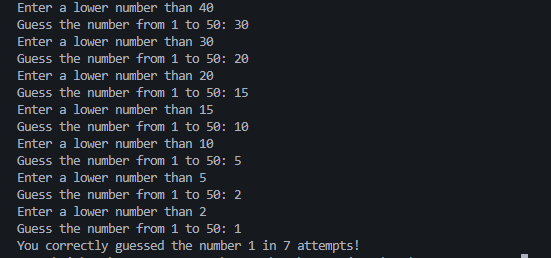 Enter a lower number than 40
Guess the number from 1 to 50: 30
Enter a lower number than 30
Guess the number from 1 to 50: 20
Enter a lower number than 20
Guess the number from 1 to 50: 15
Enter a lower number than 15
Guess the number from 1 to 50: 10
Enter a lower number than 10
Guess the number from 1 to 50: 5
Enter a lower number than 5
Guess the number from 1 to 50: 2
Enter a lower number than 2
Guess the number from 1 to 50: 1
You correctly guessed the number 1 in 7 attempts!